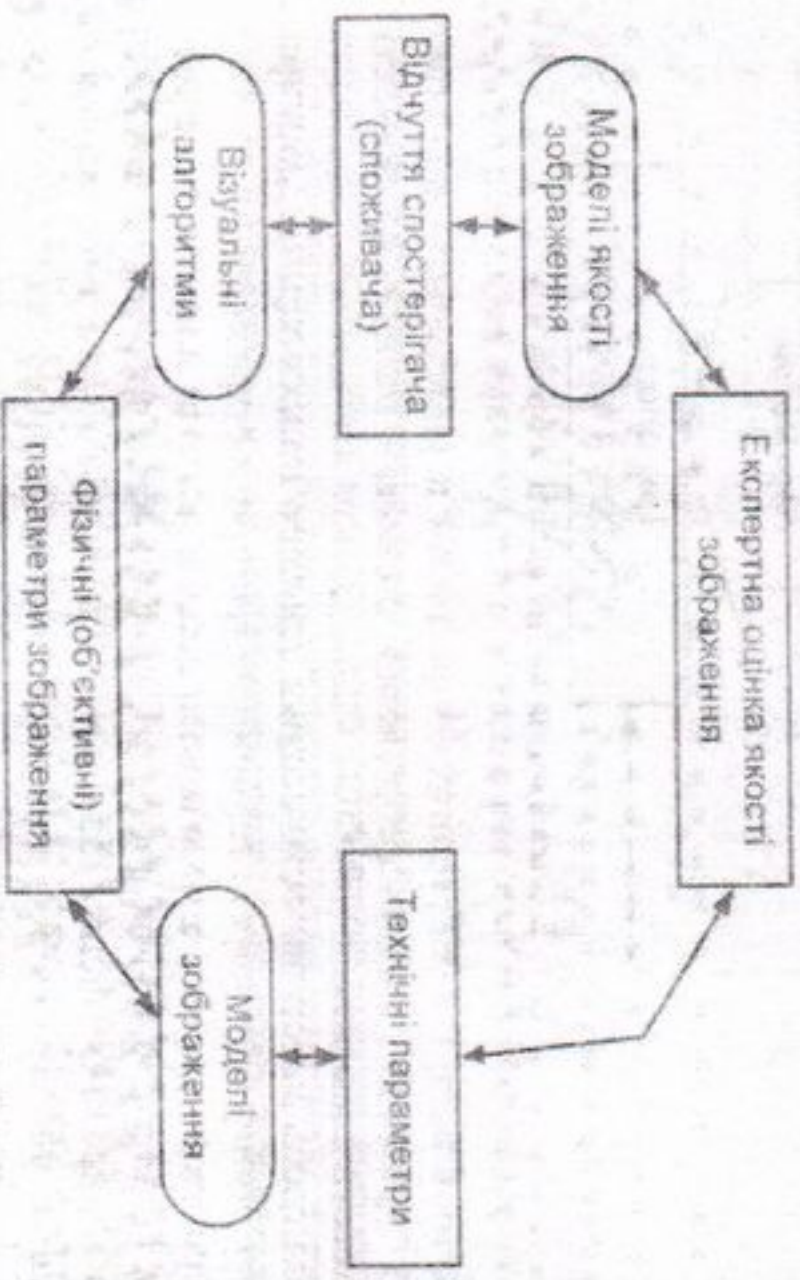 Експертна оцінка якості
зображення
Моделі якості
зображення
Відчуття спостерігача
(споживача)
Технічні параметри
Візуальні
алгоритми
Моделі
зображення
Фізичні (об'єктивні)
параметри зображення